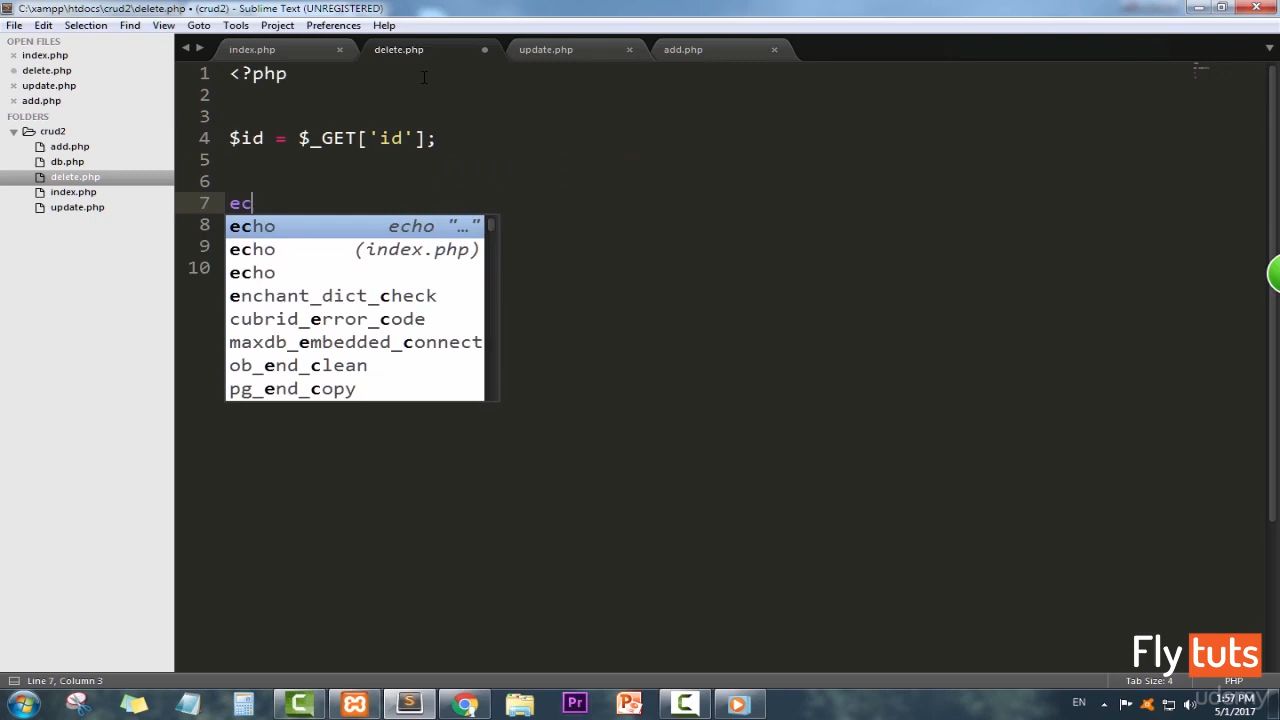 C:\xampp\htdocs\crud2\delete.php • (crud2) - Sublime Text (UNREGISTERED)
File Edit Selection Find View Goto Tools Project Preferences Help
OPEN FILES
index.php
delete.php
update.php
add.php
FOLDERS
crud2
add.php
db.php
delete.php
index.php
update.php
index.php × delete.php update.php × add.php ×
1 <?php
2
3
4 $id = $_GET['id'];
5
6
7 ec
8
9
10
echo echo "…"
echo (index.php)
echo
enchant_dict_check
cubrid_error_code
maxdb_embedded_connect
ob_end_clean
pg_end_copy
Fly tuts
Line 7, Column 3 Tab Size: 4 PHP
udemy
EN 1:57 PM
5/1/2017